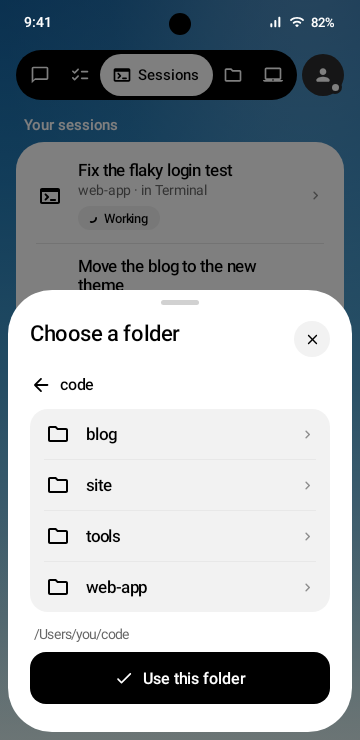 9:41
82%
Sessions
Your sessions
Fix the flaky login test
web-app · in Terminal
Working
Move the blog to the new
theme
Choose a folder
code
blog
site
tools
web-app
/Users/you/code
Use this folder